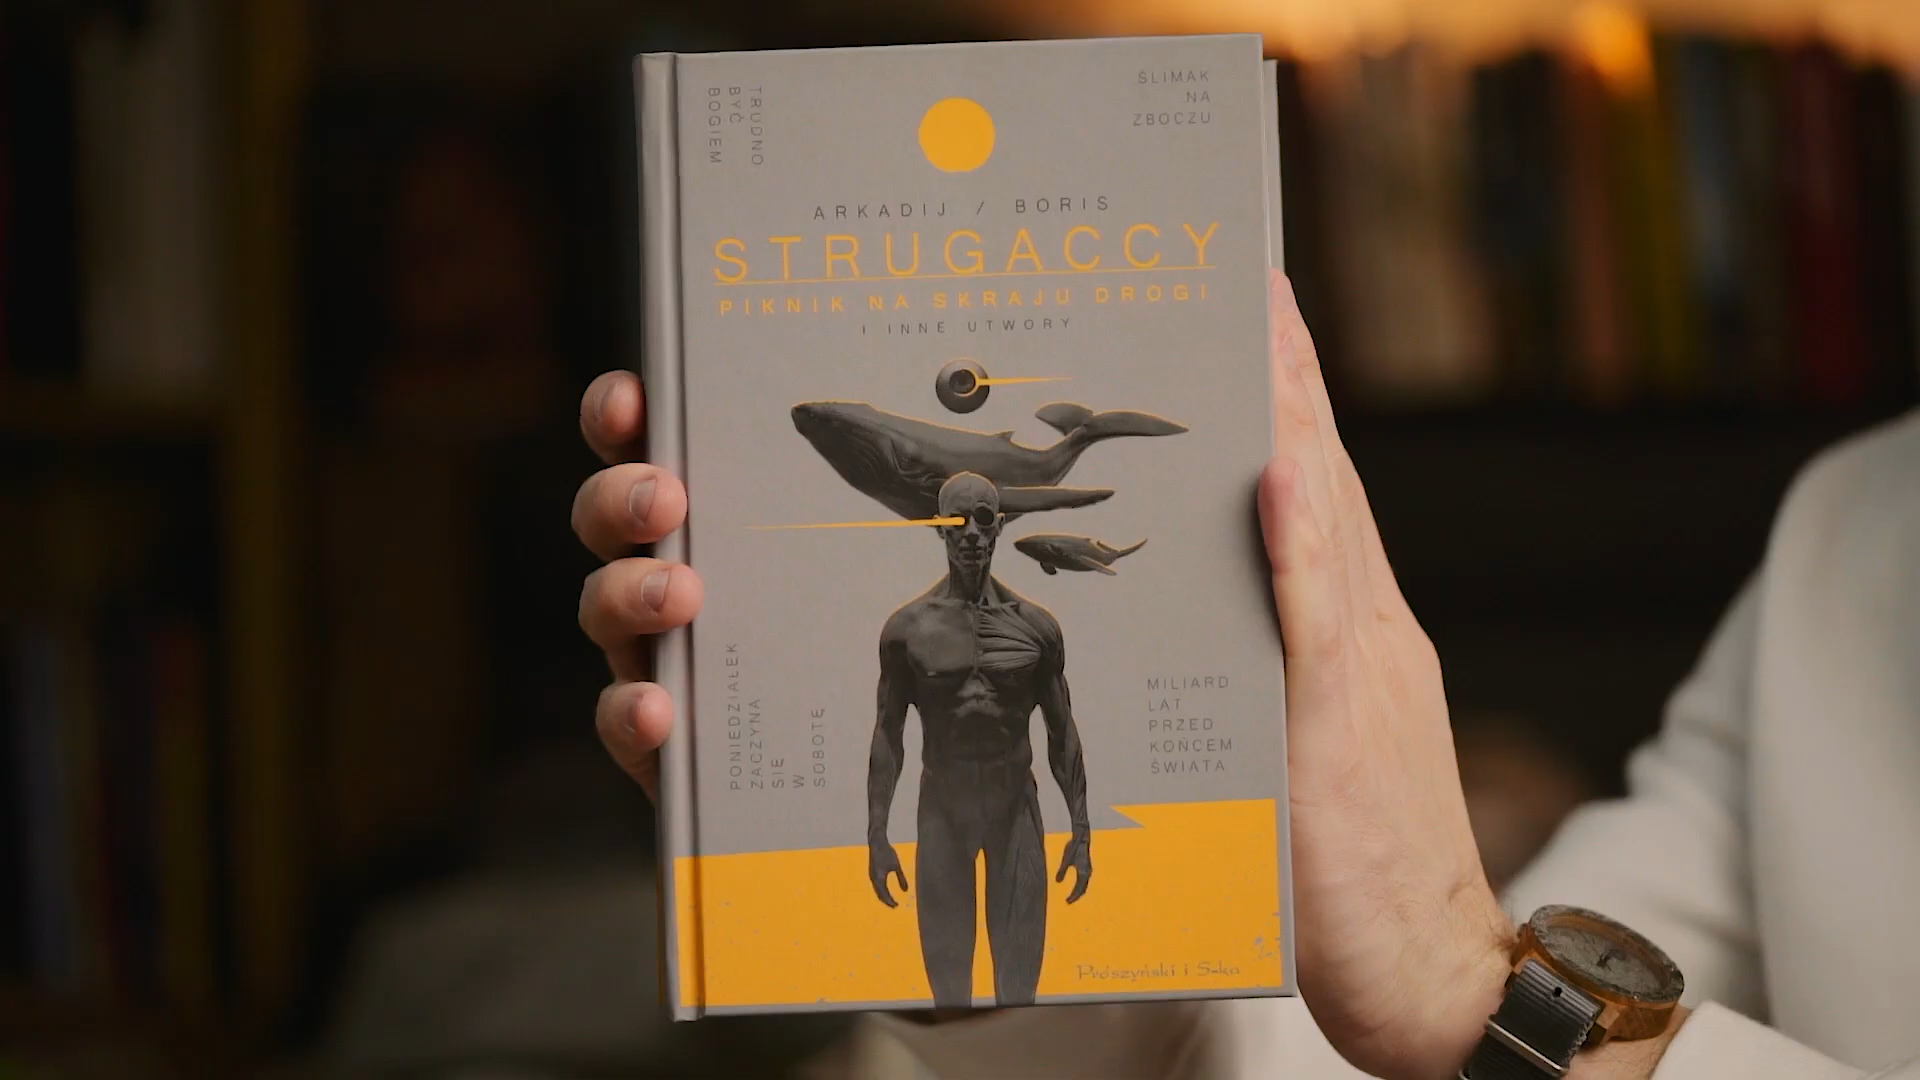 TRUDNO
BYĆ
BOGIEM
ŚLIMAK
NA
ZBOCZU
ARKADIJ / BORIS
STRUGACCY
PIKNIK NA SKRAJU DROGI
I INNE UTWORY
PONIEDZIAŁEK
ZACZYNA
SIĘ
W
SOBOTĘ
MILIARD
LAT
PRZED
KOŃCEM
ŚWIATA
Prószyński i S-ka